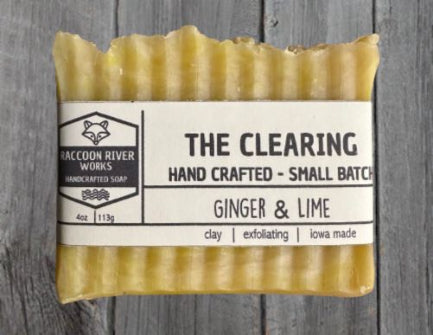 RACCOON RIVER
WORKS
HANDCRAFTED SOAP
4oz | 113g
THE CLEARING
HAND CRAFTED - SMALL BATCH
GINGER & LIME
clay | exfoliating | iowa made